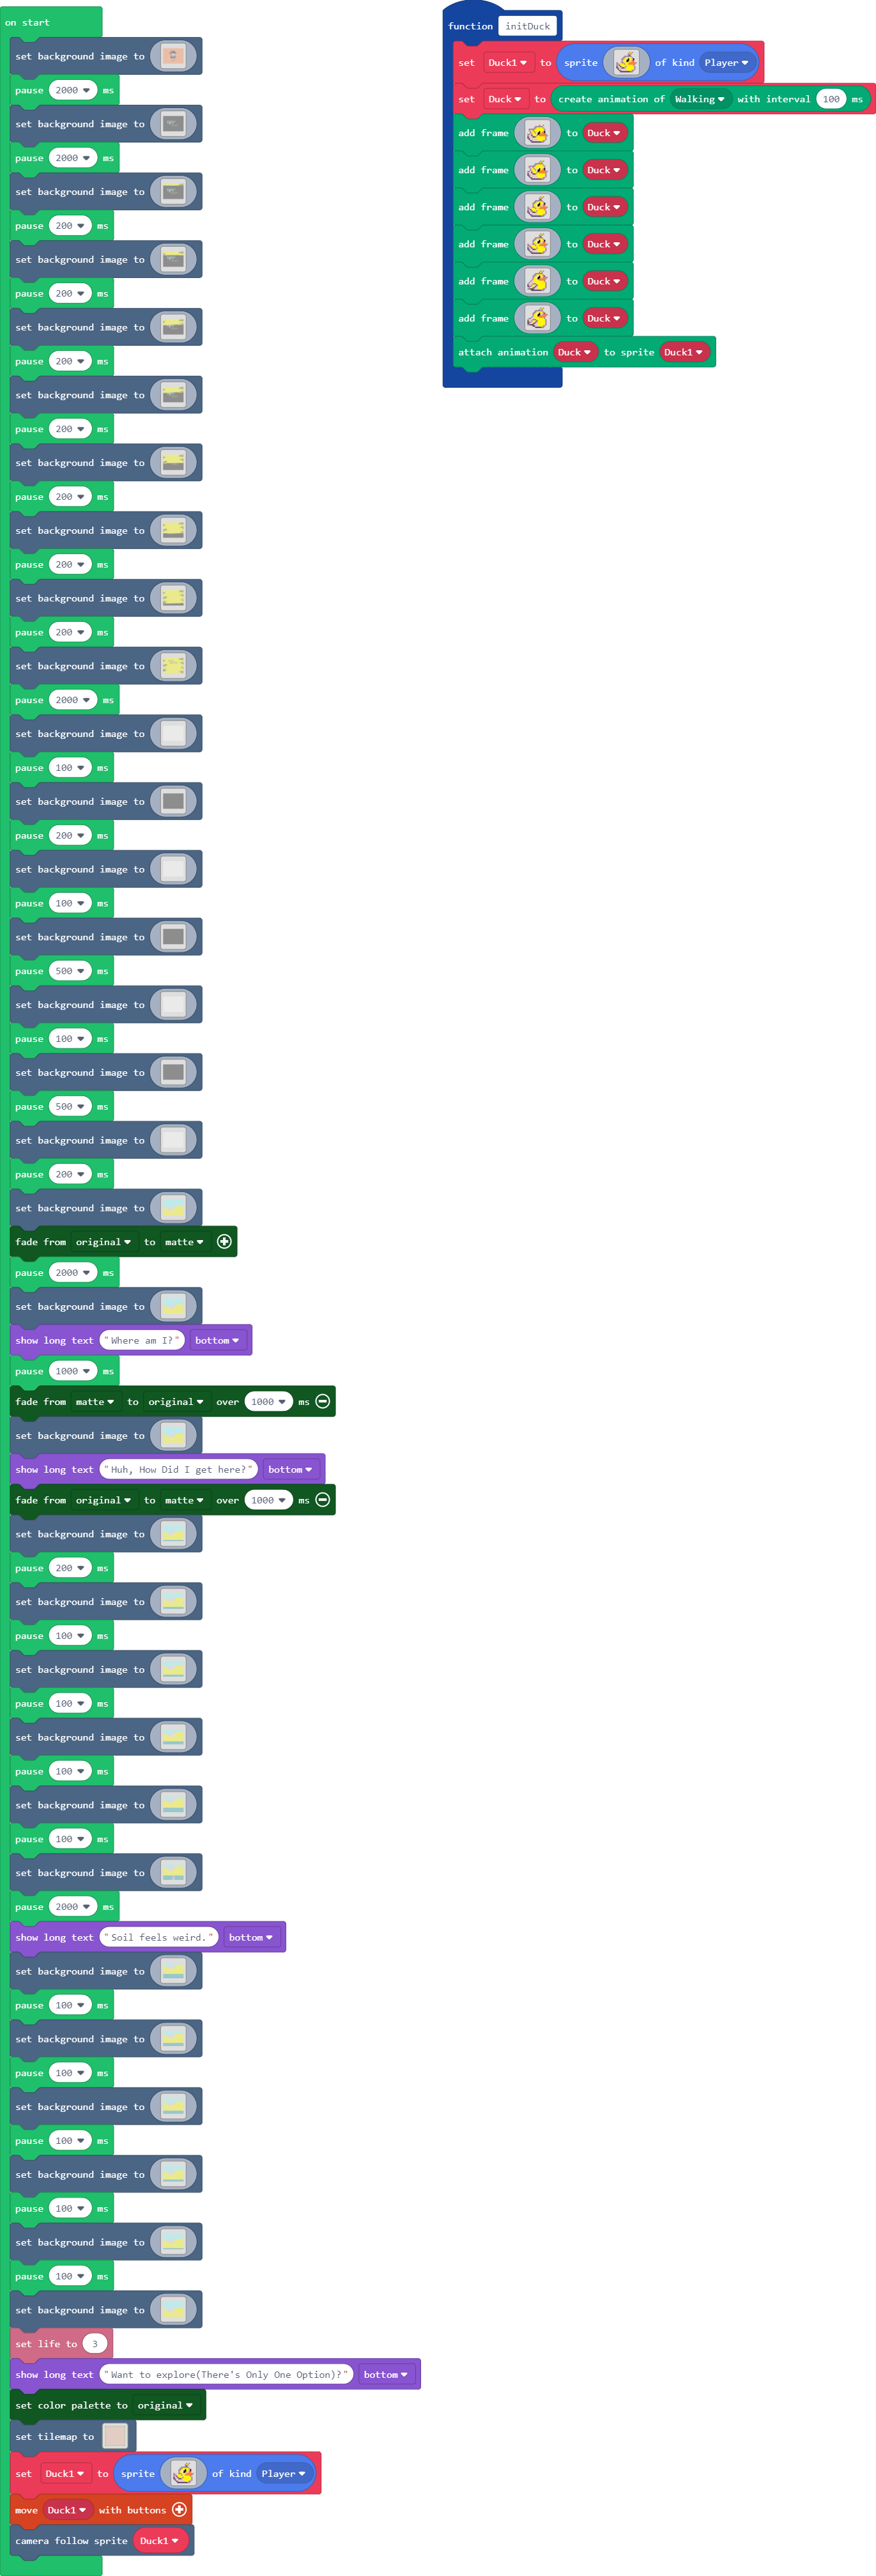 on start
set background image to
pause 2000 ms
set background image to
pause 2000 ms
set background image to
pause 200 ms
set background image to
pause 200 ms
set background image to
pause 200 ms
set background image to
pause 200 ms
set background image to
pause 200 ms
set background image to
pause 200 ms
set background image to
pause 200 ms
set background image to
pause 2000 ms
set background image to
pause 100 ms
set background image to
pause 200 ms
set background image to
pause 100 ms
set background image to
pause 500 ms
set background image to
pause 100 ms
set background image to
pause 500 ms
set background image to
pause 200 ms
set background image to
fade from original to matte
pause 2000 ms
set background image to
show long text "Where am I?" bottom
pause 1000 ms
fade from matte to original over 1000 ms
set background image to
show long text "Huh, How Did I get here?" bottom
fade from original to matte over 1000 ms
set background image to
pause 200 ms
set background image to
pause 100 ms
set background image to
pause 100 ms
set background image to
pause 100 ms
set background image to
pause 100 ms
set background image to
pause 2000 ms
show long text "Soil feels weird." bottom
set background image to
pause 100 ms
set background image to
pause 100 ms
set background image to
pause 100 ms
set background image to
pause 100 ms
set background image to
pause 100 ms
set background image to
set life to 3
show long text "Want to explore(There's Only One Option)?" bottom
set color palette to original
set tilemap to
set Duck1 to sprite of kind Player
move Duck1 with buttons
camera follow sprite Duck1
function initDuck
set Duck1 to sprite of kind Player
set Duck to create animation of Walking with interval 100 ms
add frame to Duck
add frame to Duck
add frame to Duck
add frame to Duck
add frame to Duck
add frame to Duck
attach animation Duck to sprite Duck1